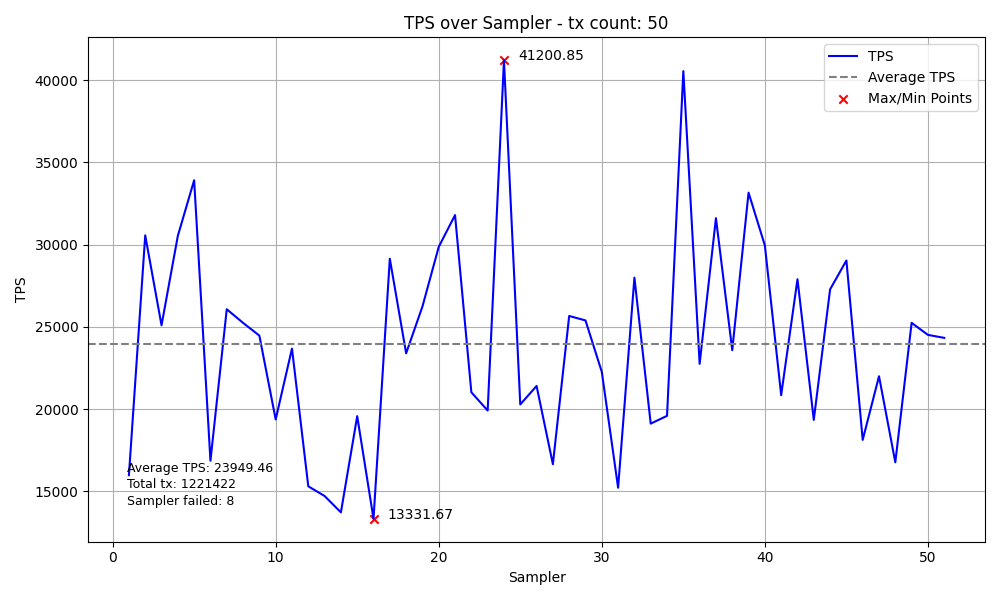 TPS over Sampler - tx count: 50
41200.85
TPS
Average TPS
Max/Min Points
40000
35000
30000
25000
20000
15000
TPS
Average TPS: 23949.46
Total tx: 1221422
Sampler failed: 8
13331.67
0
10
20
30
40
50
Sampler